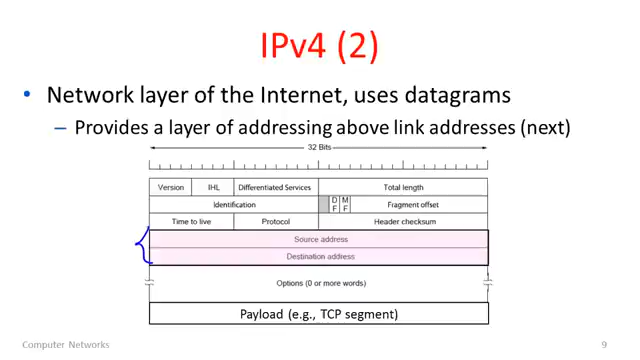 IPv4 (2)
• Network layer of the Internet, uses datagrams
– Provides a layer of addressing above link addresses (next)
32 Bits
Version IHL Differentiated Services Total length
Identification D F M F Fragment offset
Time to live Protocol Header checksum
Source address
Destination address
Options (0 or more words)
Payload (e.g., TCP segment)
Computer Networks 9